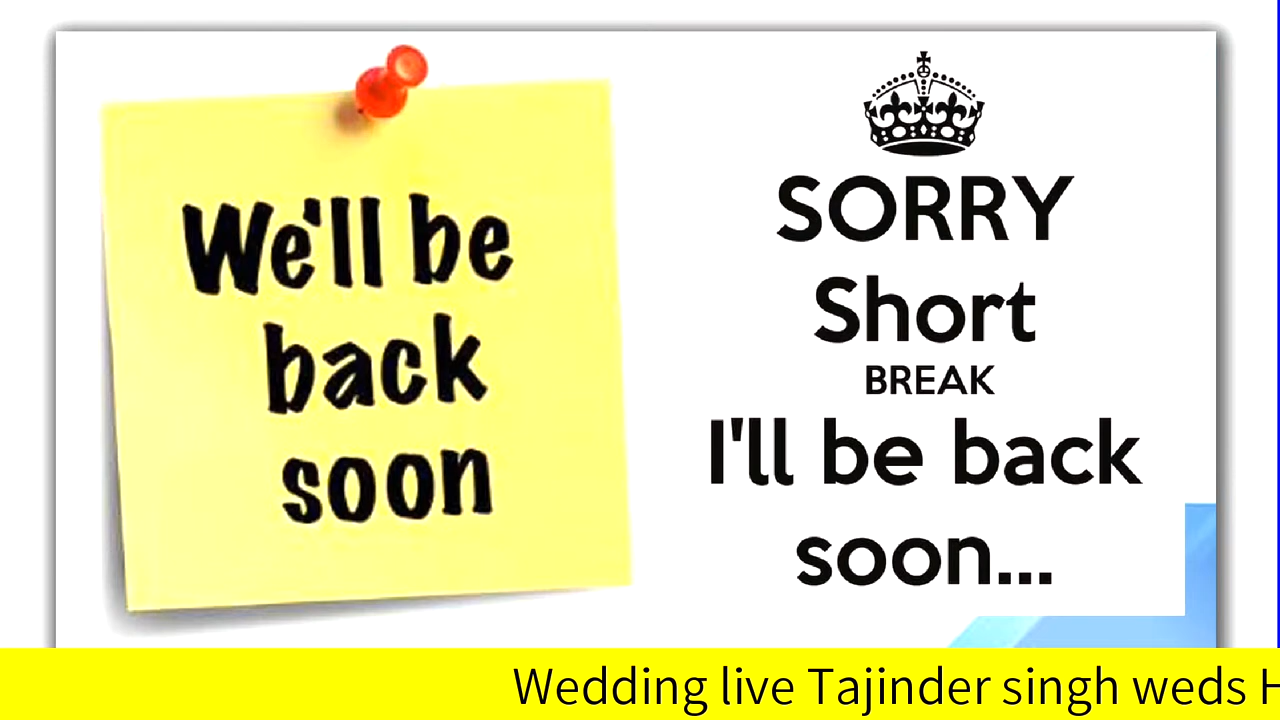 We'll be
back
soon
SORRY
Short
BREAK
I'll be back
soon...
Wedding live Tajinder singh weds